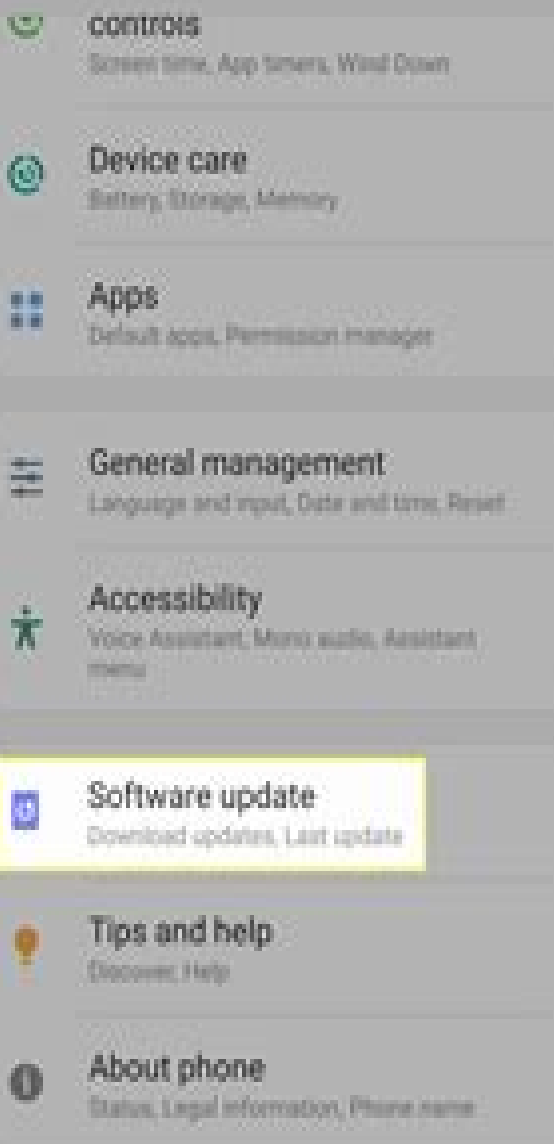 controls
Screen time, App timers, Wind Down
Device care
Battery, Storage, Memory
Apps
Default apps, Permission manager
General management
Language and input, Date and time, Reset
Accessibility
Voice Assistant, Mono audio, Assistant
menu
Software update
Download updates, Last update
Tips and help
Discover, Help
About phone
Status, Legal information, Phone name